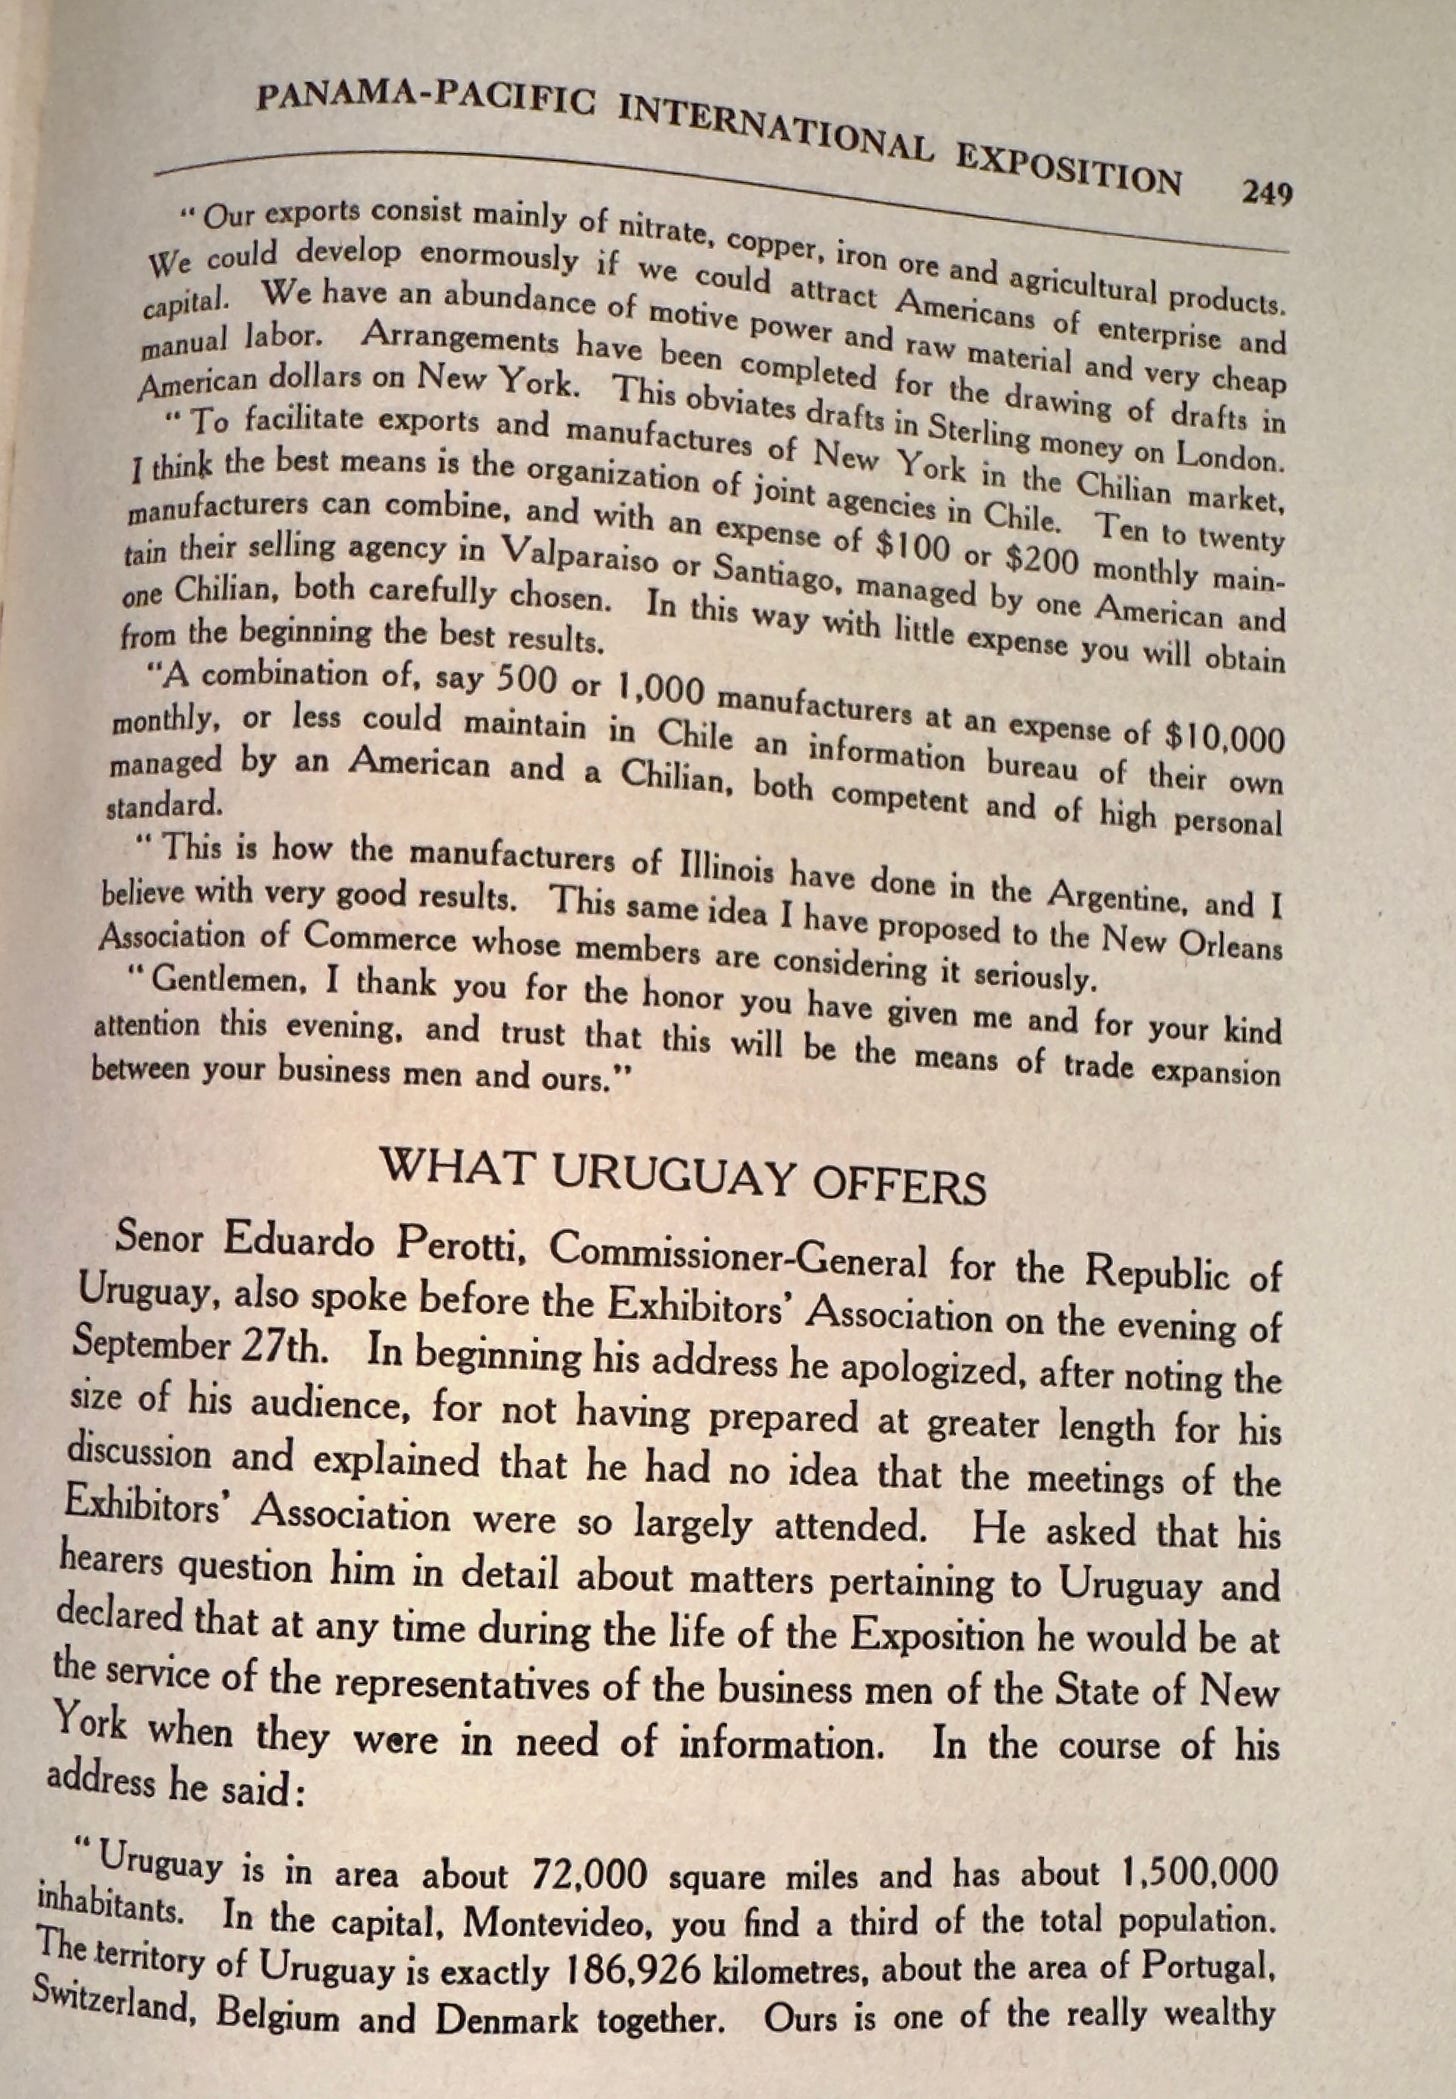 PANAMA-PACIFIC INTERNATIONAL EXPOSITION 249
"Our exports consist mainly of nitrate, copper, iron ore and agricultural products.
We could develop enormously if we could attract Americans of enterprise and
capital. We have an abundance of motive power and raw material and very cheap
manual labor. Arrangements have been completed for the drawing of drafts in
American dollars on New York. This obviates drafts in Sterling money on London.
"To facilitate exports and manufactures of New York in the Chilian market,
I think the best means is the organization of joint agencies in Chile. Ten to twenty
manufacturers can combine, and with an expense of $100 or $200 monthly main-
tain their selling agency in Valparaiso or Santiago, managed by one American and
one Chilian, both carefully chosen. In this way with little expense you will obtain
from the beginning the best results.
"A combination of, say 500 or 1,000 manufacturers at an expense of $10,000
monthly, or less could maintain in Chile an information bureau of their own
managed by an American and a Chilian, both competent and of high personal
standard.
"This is how the manufacturers of Illinois have done in the Argentine, and I
believe with very good results. This same idea I have proposed to the New Orleans
Association of Commerce whose members are considering it seriously.
"Gentlemen, I thank you for the honor you have given me and for your kind
attention this evening, and trust that this will be the means of trade expansion
between your business men and ours."
WHAT URUGUAY OFFERS
Senor Eduardo Perotti, Commissioner-General for the Republic of
Uruguay, also spoke before the Exhibitors' Association on the evening of
September 27th. In beginning his address he apologized, after noting the
size of his audience, for not having prepared at greater length for his
discussion and explained that he had no idea that the meetings of the
Exhibitors' Association were so largely attended. He asked that his
hearers question him in detail about matters pertaining to Uruguay and
declared that at any time during the life of the Exposition he would be at
the service of the representatives of the business men of the State of New
York when they were in need of information. In the course of his
address he said:
"Uruguay is in area about 72,000 square miles and has about 1,500,000
inhabitants. In the capital, Montevideo, you find a third of the total population.
The territory of Uruguay is exactly 186,926 kilometres, about the area of Portugal,
Switzerland, Belgium and Denmark together. Ours is one of the really wealthy